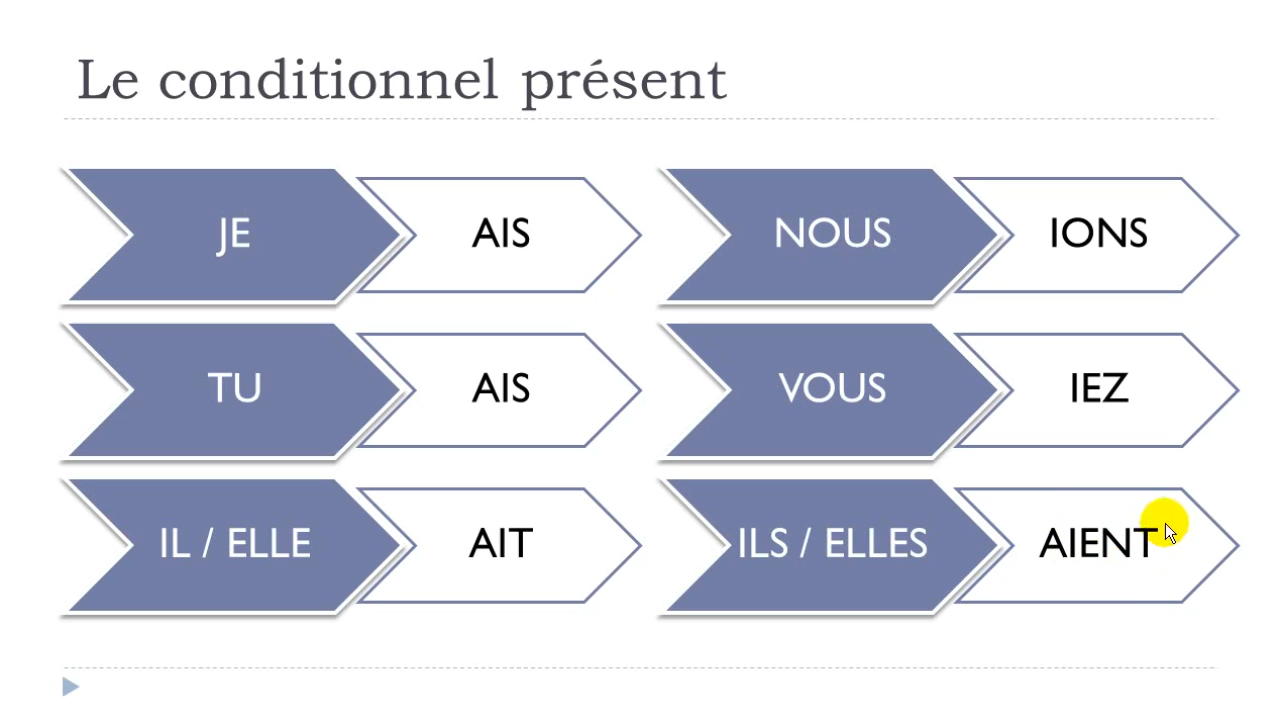 Le conditionnel présent
JE AIS NOUS IONS
TU AIS VOUS IEZ
IL / ELLE AIT ILS / ELLES AIENT